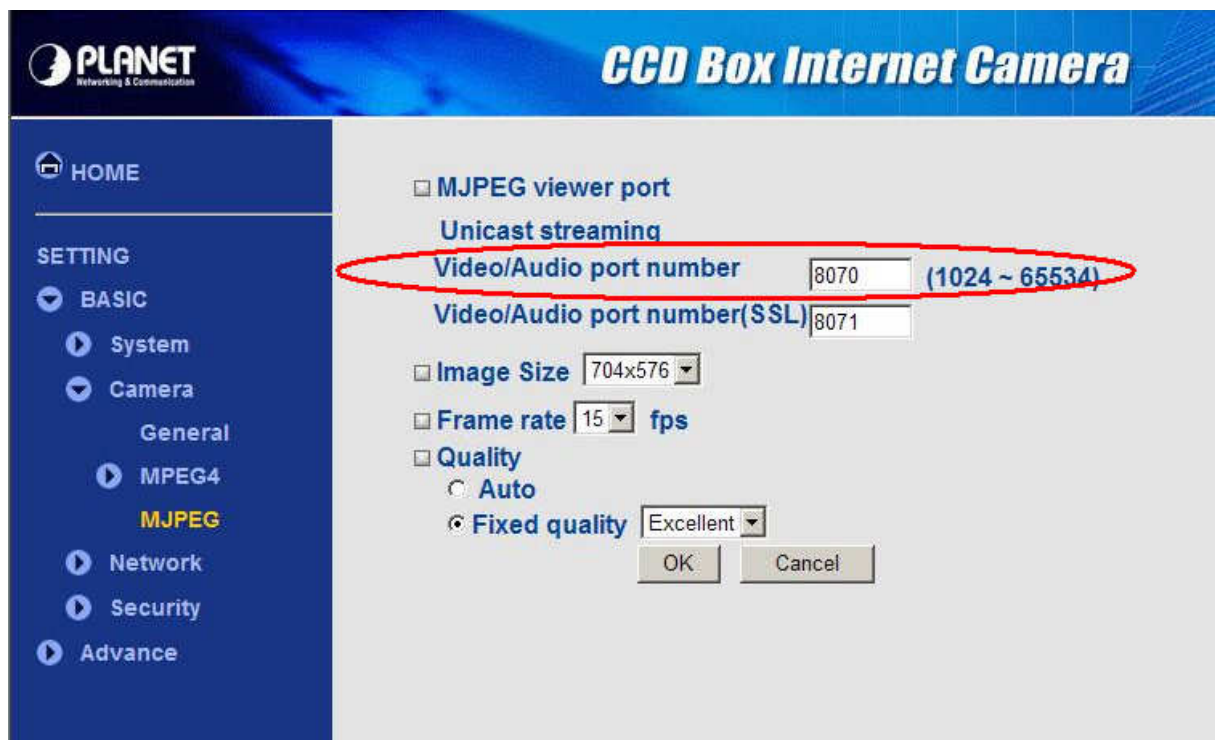 PLANET
Networking & Communication
CCD Box Internet Camera
HOME
SETTING
BASIC
System
Camera
General
MPEG4
MJPEG
Network
Security
Advance
MJPEG viewer port
Unicast streaming
Video/Audio port number 8070 (1024 ~ 65534)
Video/Audio port number(SSL) 8071
Image Size 704x576
Frame rate 15 fps
Quality
Auto
Fixed quality Excellent
OK Cancel